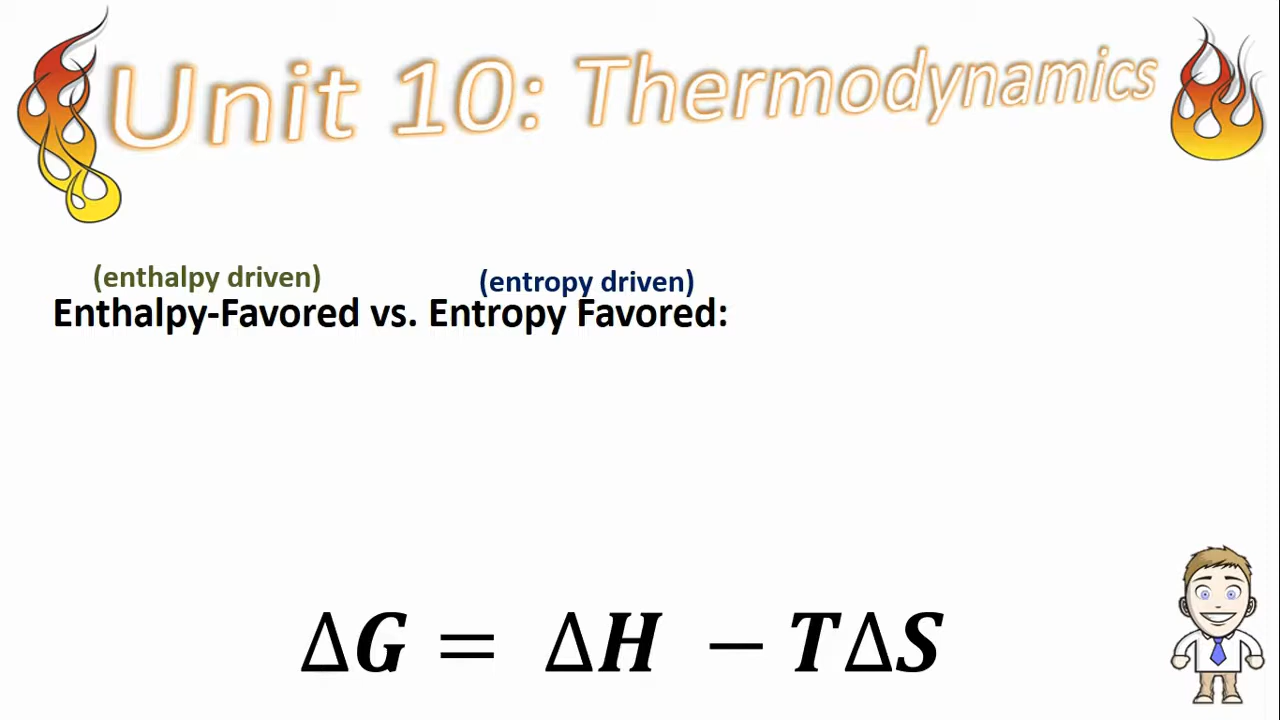 Unit 10: Thermodynamics
(enthalpy driven) (entropy driven)
Enthalpy-Favored vs. Entropy Favored:
ΔG = ΔH − TΔS